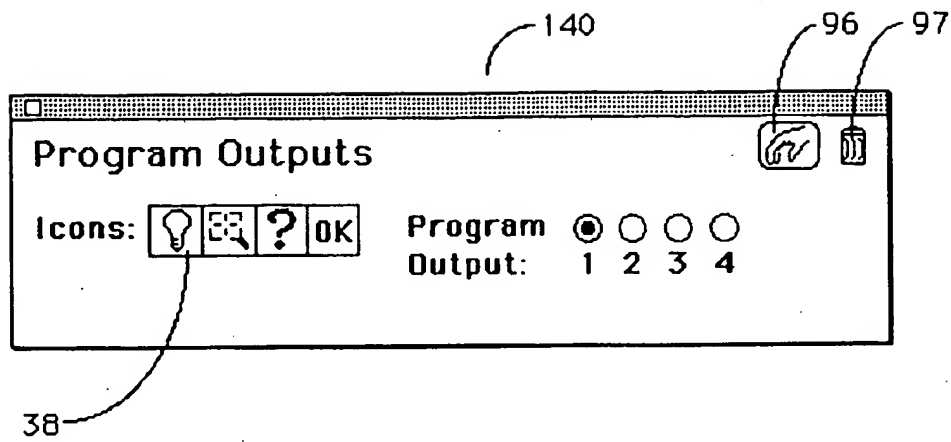 140
96
97
Program Outputs
Icons: ? OK
Program
Output: 1 2 3 4
38